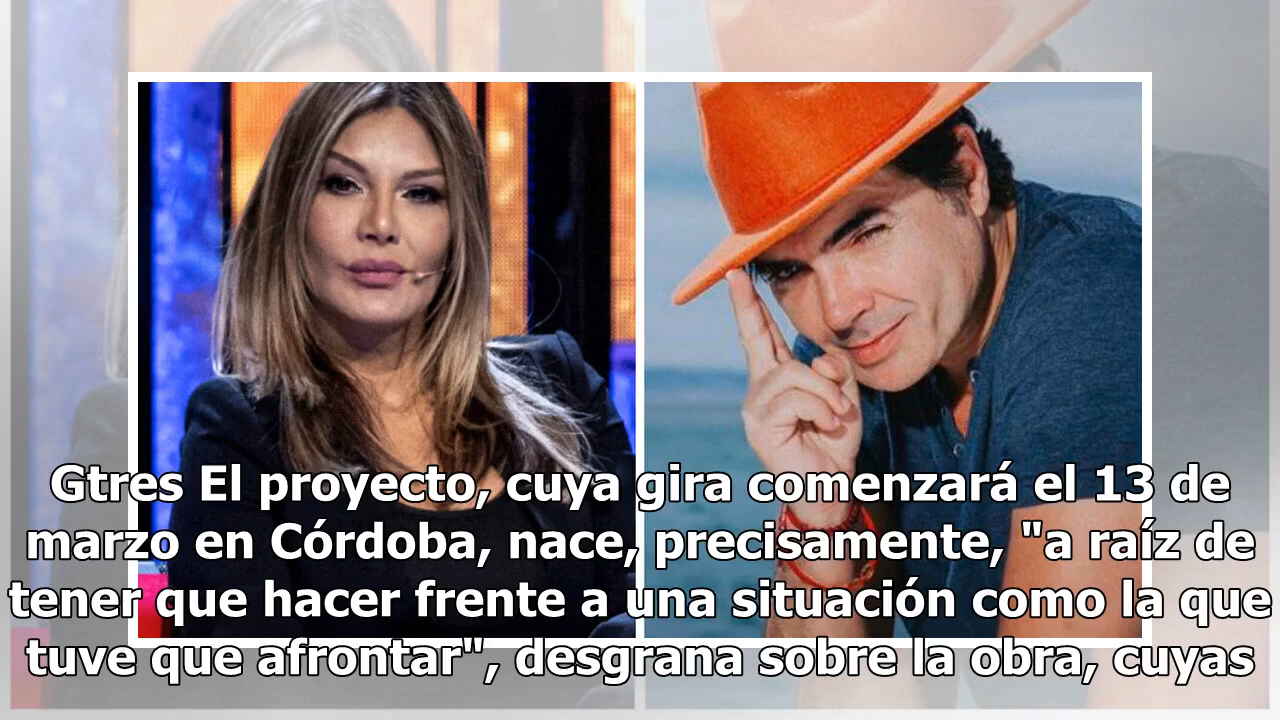 Gtres El proyecto, cuya gira comenzará el 13 de
marzo en Córdoba, nace, precisamente, "a raíz de
tener que hacer frente a una situación como la que
tuve que afrontar", desgrana sobre la obra, cuyas